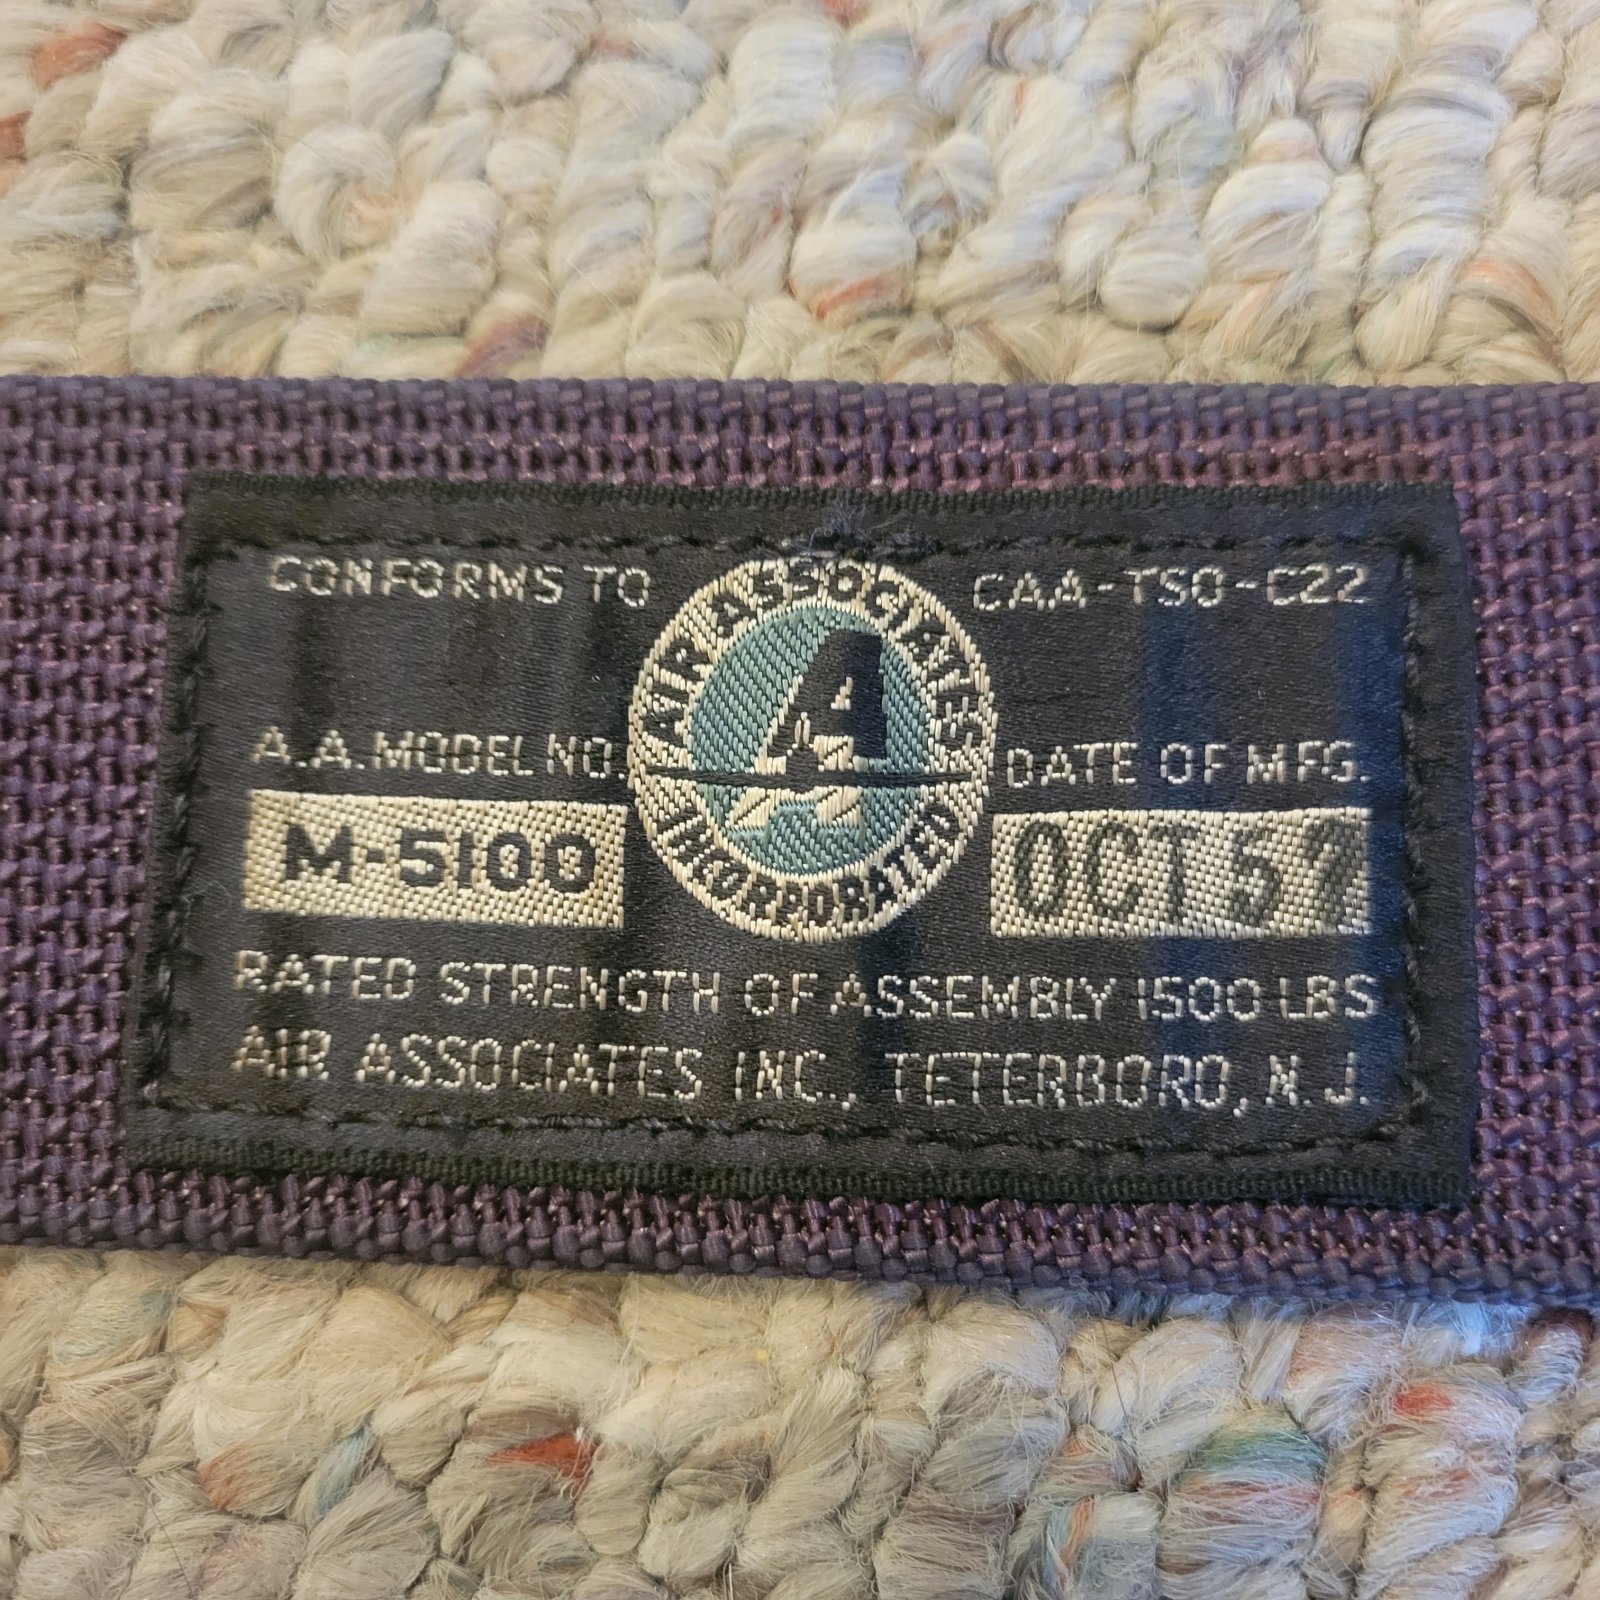 CONFORMS TO
CAA-TSO-C22
AIR ASSOCIATES
A
INCORPORATED
A.A. MODEL NO.
DATE OF MFG.
M-5100
OCT 57
RATED STRENGTH OF ASSEMBLY 1500 LBS
AIR ASSOCIATES INC., TETERBORO, N.J.